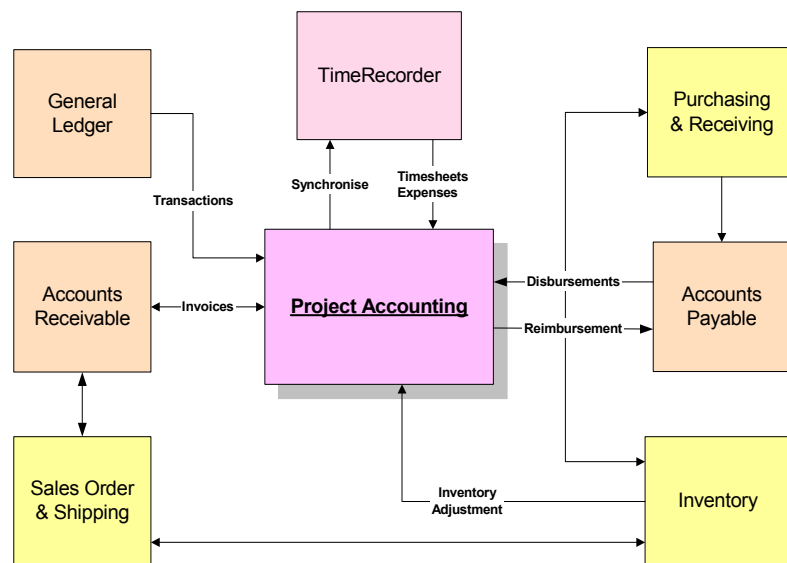 TimeRecorder
General
Ledger
Purchasing
& Receiving
Synchronise
Timesheets
Expenses
Transactions
Project Accounting
Accounts
Receivable
Invoices
Disbursements
Reimbursement
Accounts
Payable
Sales Order
& Shipping
Inventory
Adjustment
Inventory